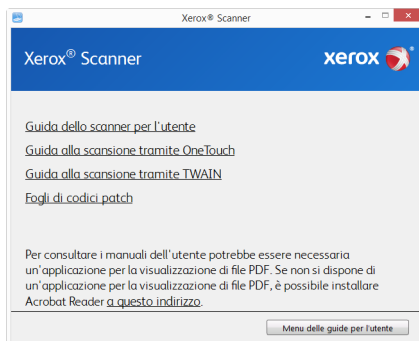 Xerox® Scanner
Xerox® Scanner
xerox
Guida dello scanner per l'utente
Guida alla scansione tramite OneTouch
Guida alla scansione tramite TWAIN
Fogli di codici patch
Per consultare i manuali dell'utente potrebbe essere necessaria
un'applicazione per la visualizzazione di file PDF. Se non si dispone di
un'applicazione per la visualizzazione di file PDF, è possibile installare
Acrobat Reader a questo indirizzo.
Menu delle guide per l'utente